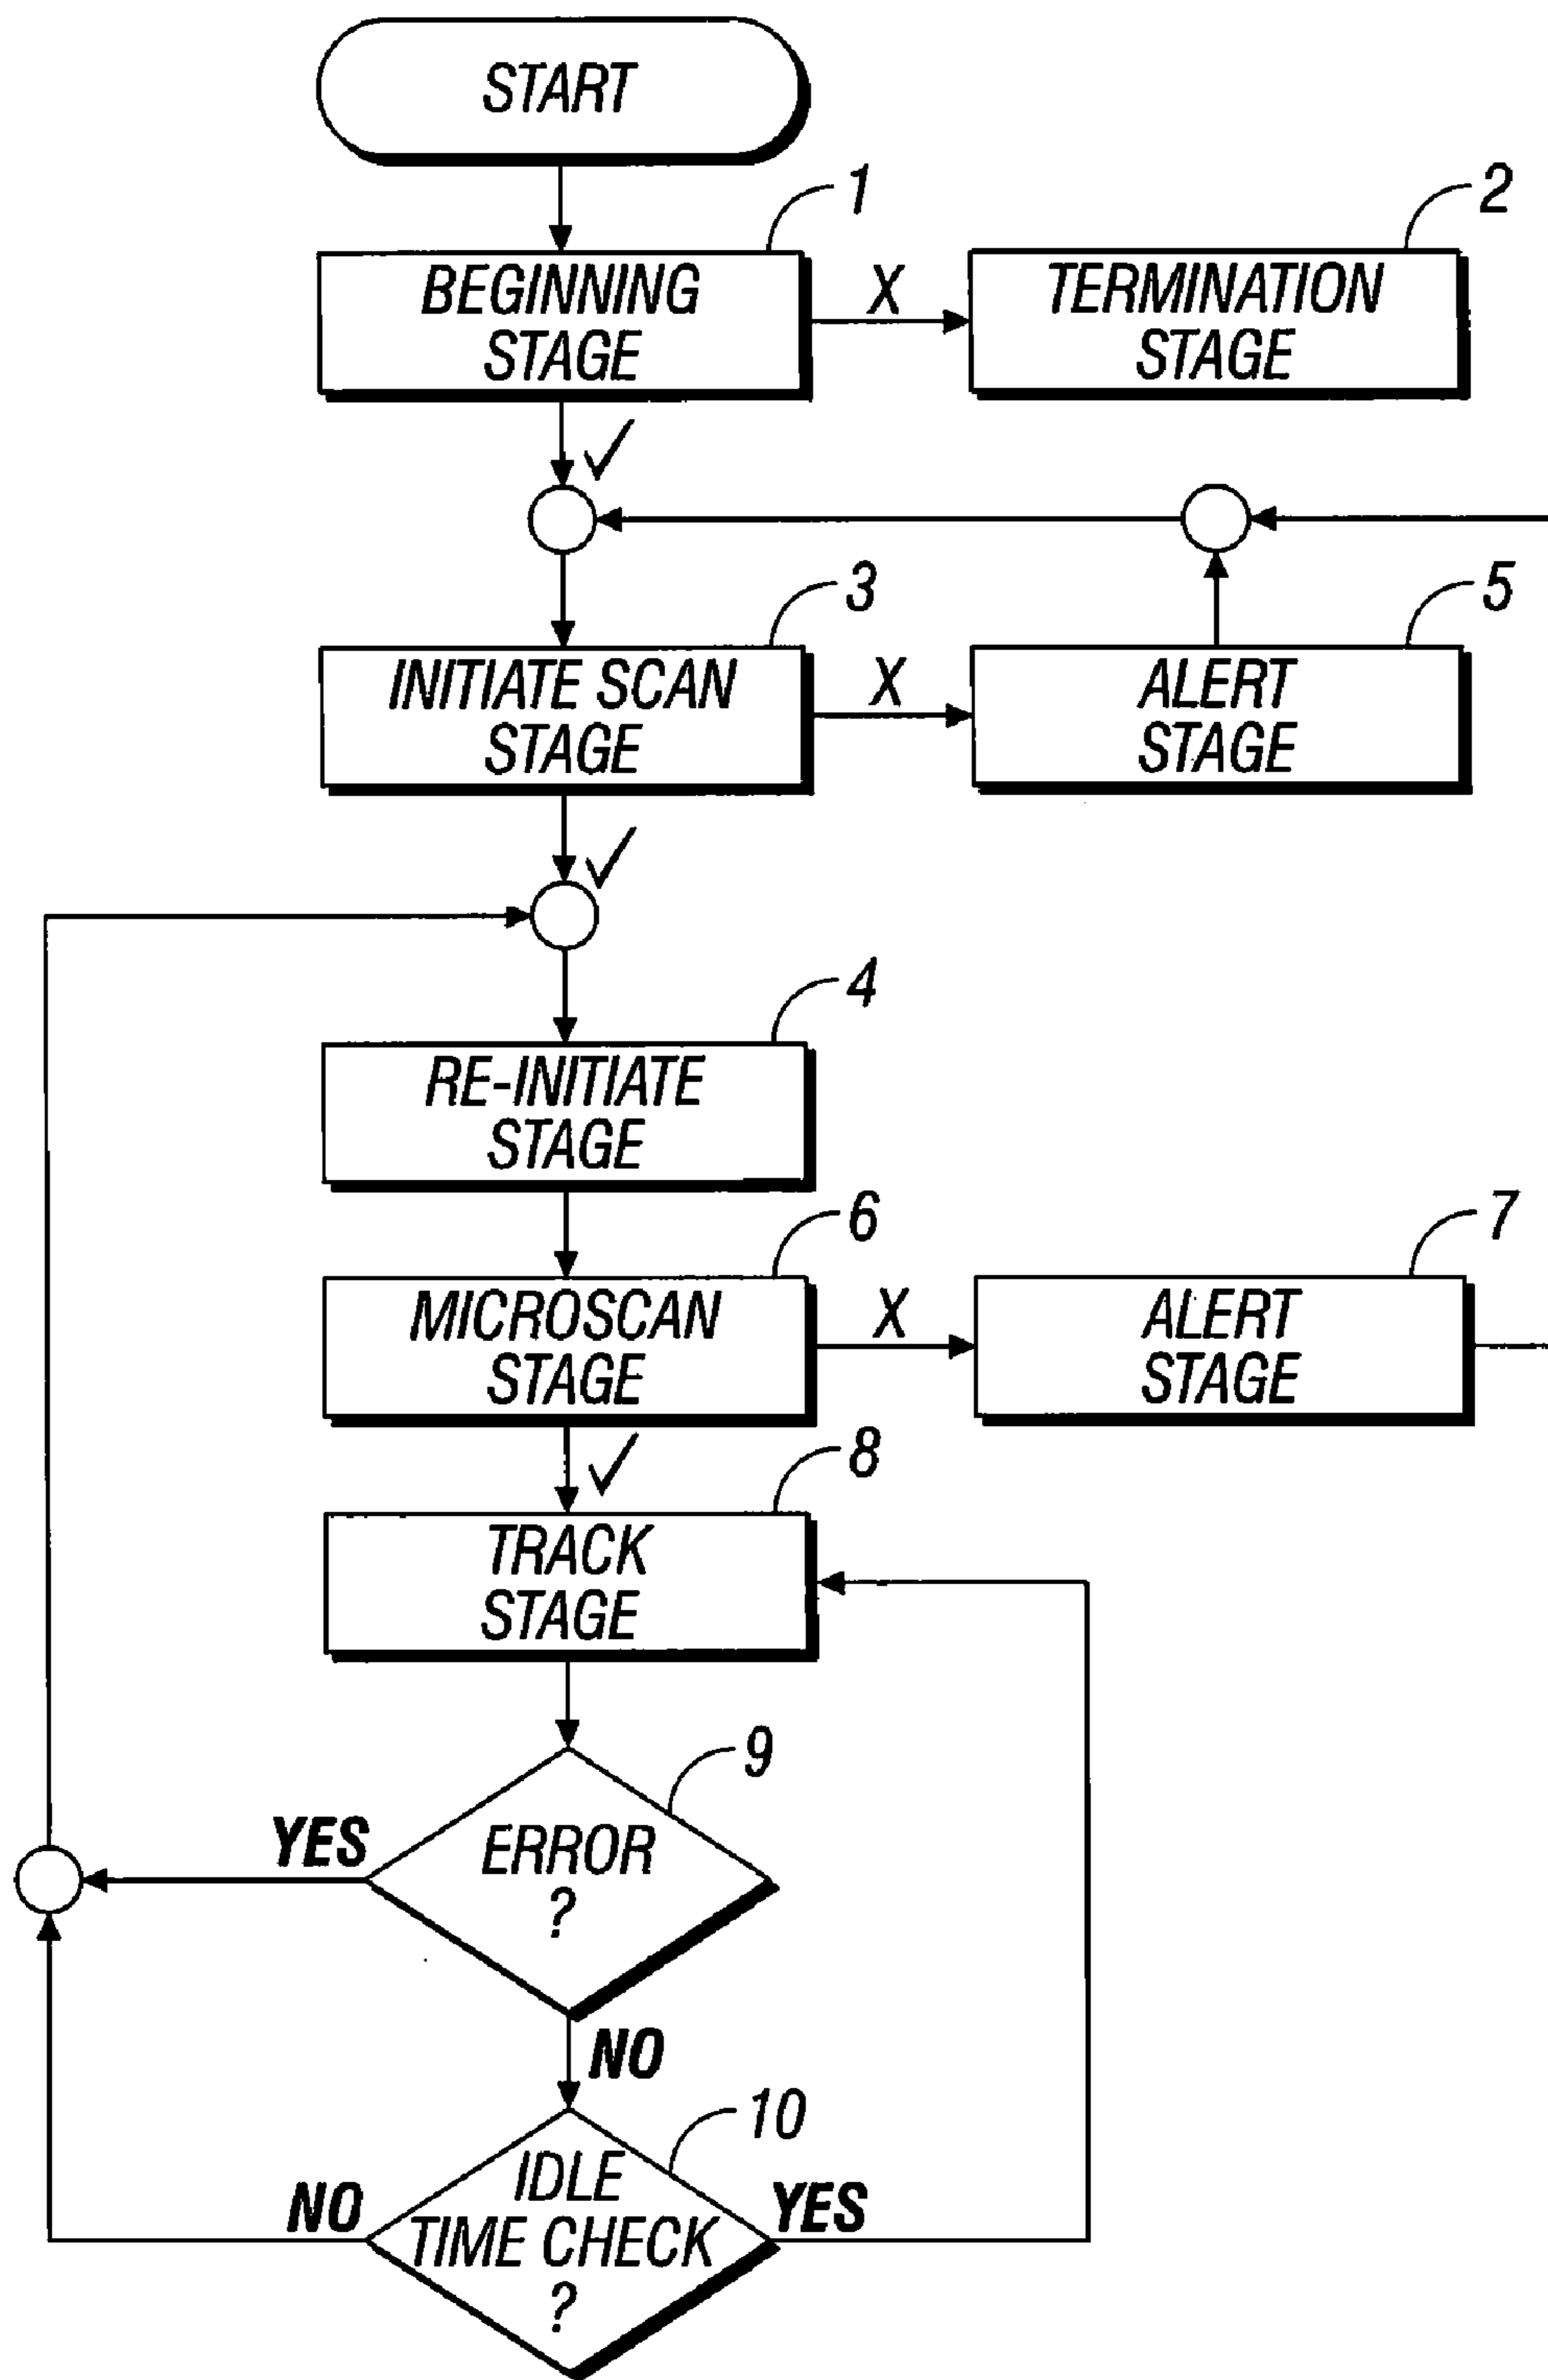 START
1
2
BEGINNING
STAGE
X
TERMINATION
STAGE
✓
3
5
INITIATE SCAN
STAGE
X
ALERT
STAGE
✓
4
RE-INITIATE
STAGE
6
7
MICROSCAN
STAGE
X
ALERT
STAGE
✓
8
TRACK
STAGE
9
YES
ERROR
?
NO
10
NO
IDLE
TIME CHECK
?
YES